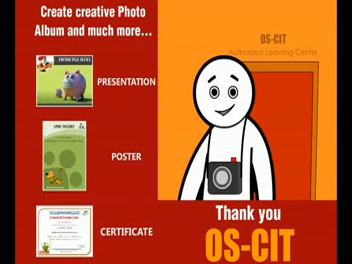 Create creative Photo
Album and much more...
PRESENTATION
POSTER
CERTIFICATE
OS-CIT
Authorized Learning Centre
Thank you
OS-CIT